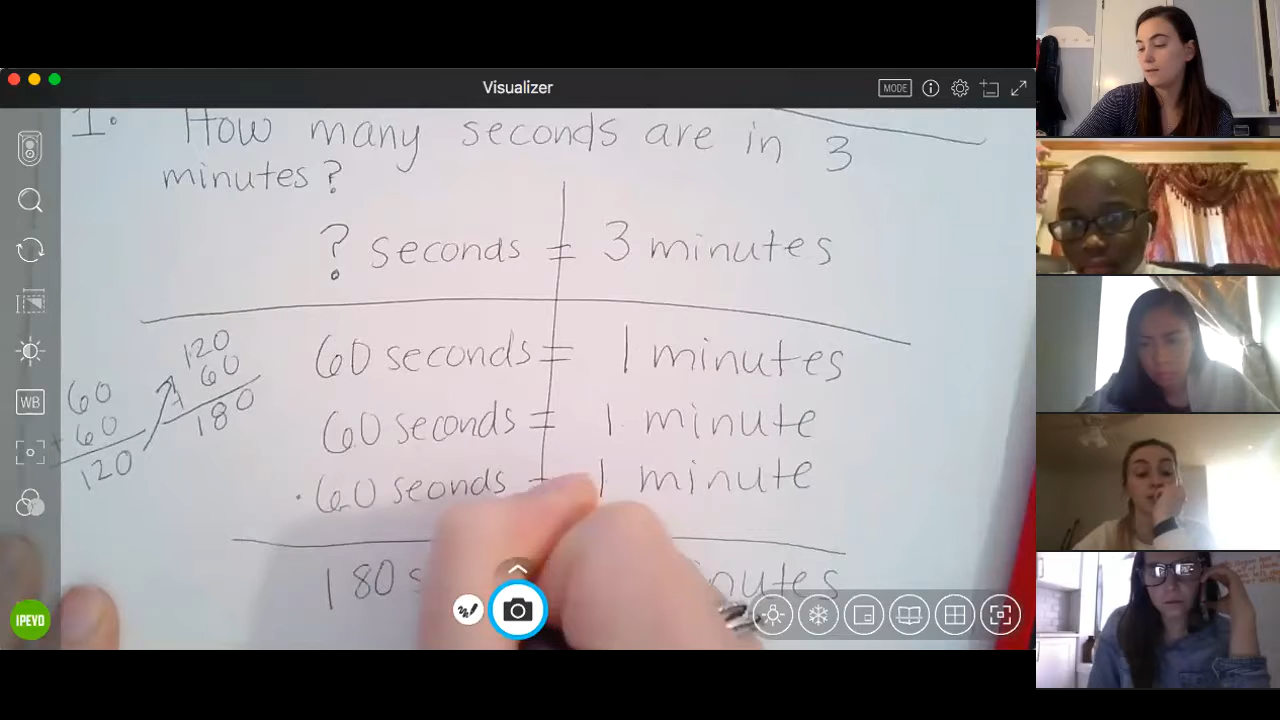 Visualizer
MODE
1. How many seconds are in 3
minutes?
? seconds = 3 minutes
60 seconds = 1 minutes
60 seconds = 1 minute
60 seonds = 1 minute
180
60
+ 60
120
120
60
180
WB
IPEVO